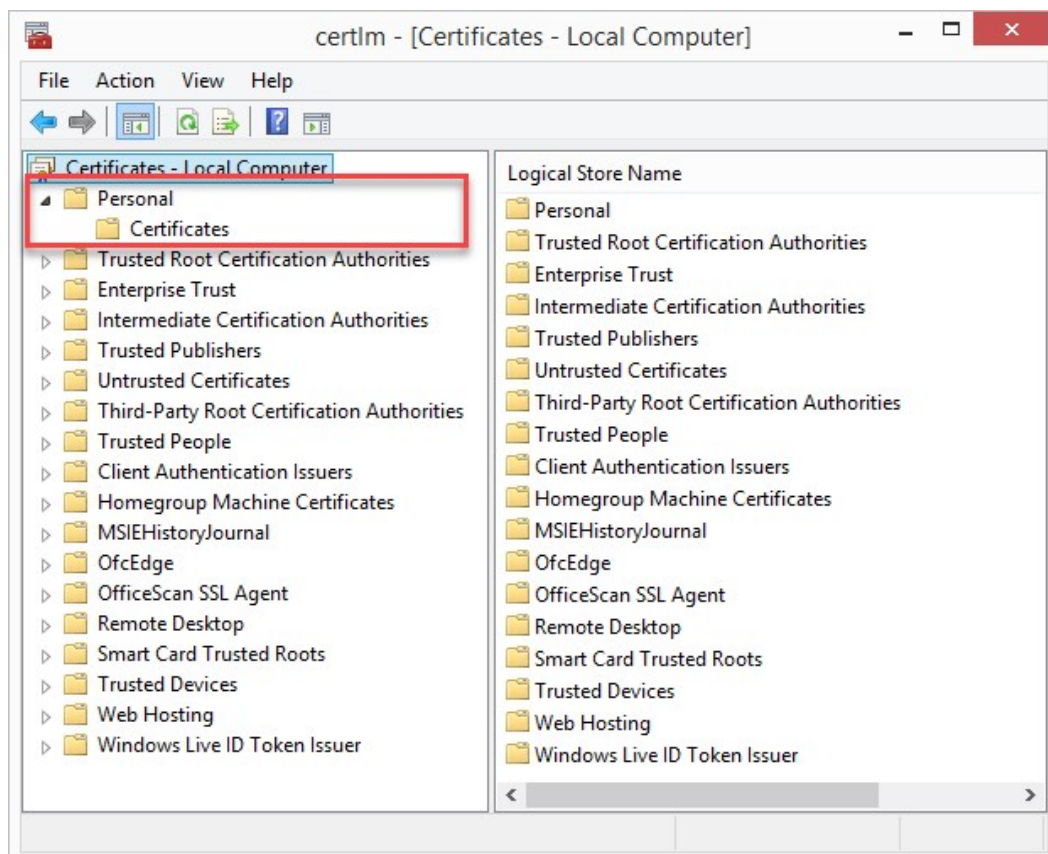 certlm - [Certificates - Local Computer]
File Action View Help
Certificates - Local Computer
Personal
Certificates
Trusted Root Certification Authorities
Enterprise Trust
Intermediate Certification Authorities
Trusted Publishers
Untrusted Certificates
Third-Party Root Certification Authorities
Trusted People
Client Authentication Issuers
Homegroup Machine Certificates
MSIEHistoryJournal
OfcEdge
OfficeScan SSL Agent
Remote Desktop
Smart Card Trusted Roots
Trusted Devices
Web Hosting
Windows Live ID Token Issuer
Logical Store Name
Personal
Trusted Root Certification Authorities
Enterprise Trust
Intermediate Certification Authorities
Trusted Publishers
Untrusted Certificates
Third-Party Root Certification Authorities
Trusted People
Client Authentication Issuers
Homegroup Machine Certificates
MSIEHistoryJournal
OfcEdge
OfficeScan SSL Agent
Remote Desktop
Smart Card Trusted Roots
Trusted Devices
Web Hosting
Windows Live ID Token Issuer